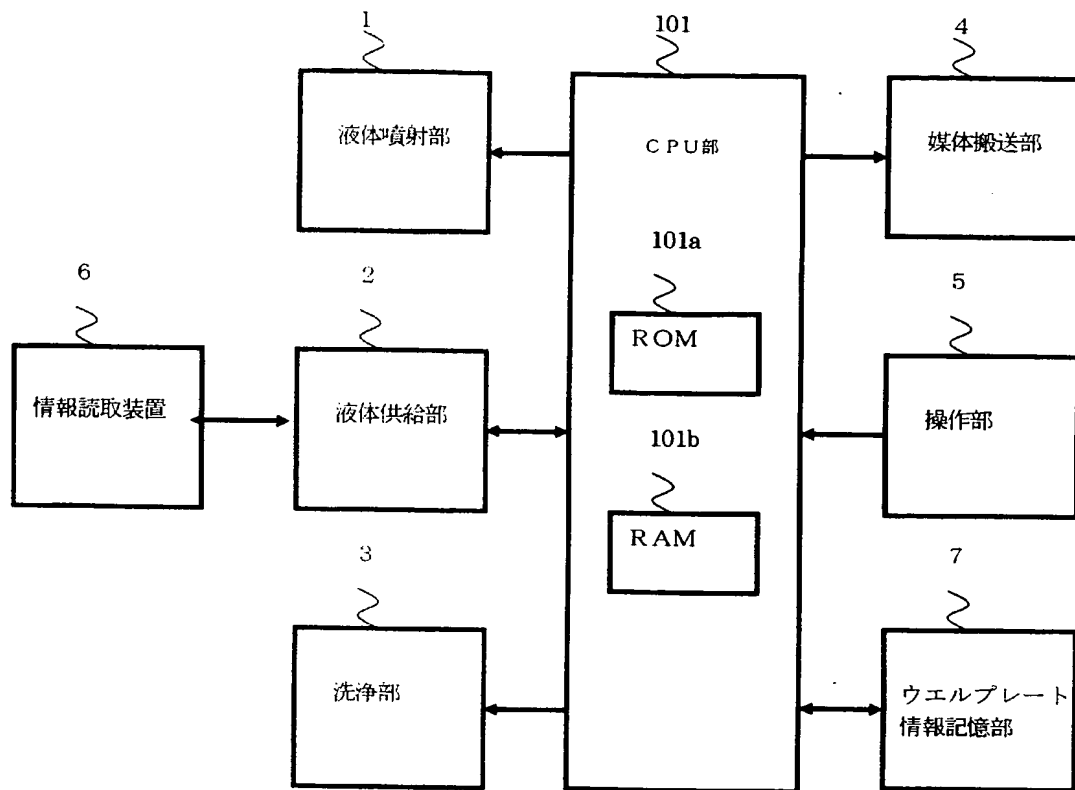 1
101
4
液体噴射部
CPU部
媒体搬送部
101a
6
2
5
ROM
情報読取装置
液体供給部
操作部
101b
RAM
3
7
洗浄部
ウエルプレート
情報記憶部